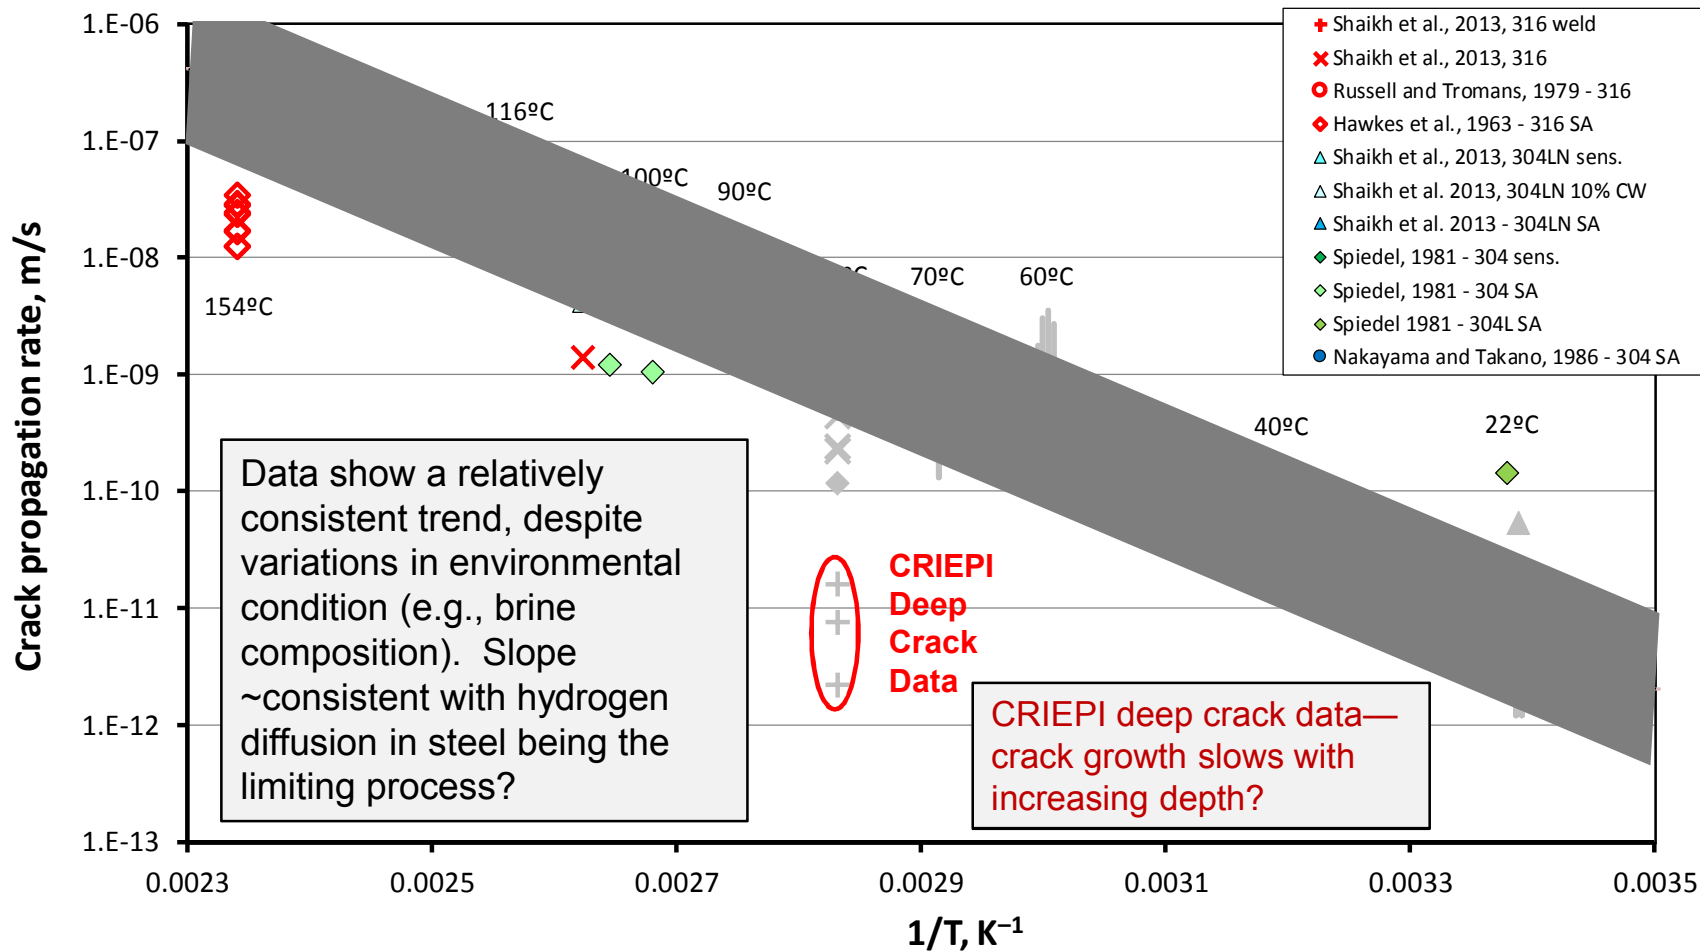 1.E-06
1.E-07
1.E-08
1.E-09
1.E-10
1.E-11
1.E-12
1.E-13
Crack propagation rate, m/s
0.0023
0.0025
0.0027
0.0029
0.0031
0.0033
0.0035
1/T, K⁻¹
154ºC
116ºC
100ºC
90ºC
70ºC
60ºC
40ºC
22ºC
Shaikh et al., 2013, 316 weld
Shaikh et al., 2013, 316
Russell and Tromans, 1979 - 316
Hawkes et al., 1963 - 316 SA
Shaikh et al., 2013, 304LN sens.
Shaikh et al. 2013, 304LN 10% CW
Shaikh et al. 2013 - 304LN SA
Spiedel, 1981 - 304 sens.
Spiedel, 1981 - 304 SA
Spiedel 1981 - 304L SA
Nakayama and Takano, 1986 - 304 SA
Data show a relatively
consistent trend, despite
variations in environmental
condition (e.g., brine
composition).  Slope
~consistent with hydrogen
diffusion in steel being the
limiting process?
CRIEPI
Deep
Crack
Data
CRIEPI deep crack data—
crack growth slows with
increasing depth?